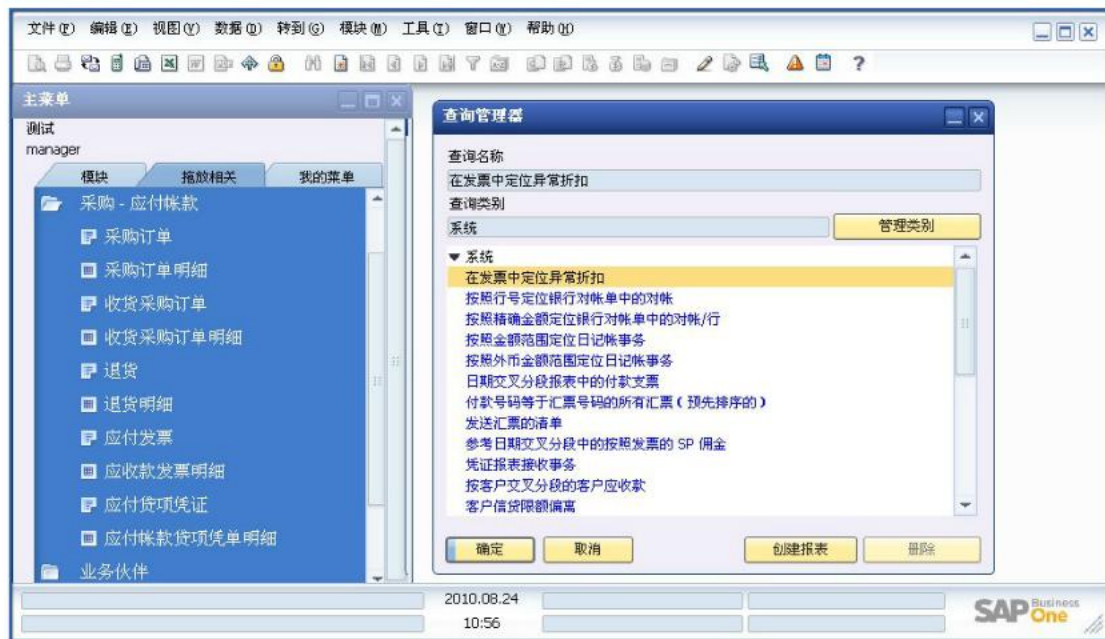 文件(F) 编辑(E) 视图(V) 数据(D) 转到(G) 模块(M) 工具(T) 窗口(W) 帮助(H)
主菜单
测试
manager
模块 拖放相关 我的菜单
采购 - 应付帐款
采购订单
采购订单明细
收货采购订单
收货采购订单明细
退货
退货明细
应付发票
应收款发票明细
应付贷项凭证
应付帐款贷项凭单明细
业务伙伴
查询管理器
查询名称
在发票中定位异常折扣
查询类别
系统 管理类别
系统
在发票中定位异常折扣
按照行号定位银行对帐单中的对帐
按照精确金额定位银行对帐单中的对帐/行
按照金额范围定位日记帐事务
按照外币金额范围定位日记帐事务
日期交叉分段报表中的付款支票
付款号码等于汇票号码的所有汇票 ( 预先排序的 )
发送汇票的清单
参考日期交叉分段中的按照发票的 SP 佣金
凭证报表接收事务
按客户交叉分段的客户应收款
客户信贷限额偏离
确定 取消 创建报表 删除
2010.08.24
10:56
SAP Business One